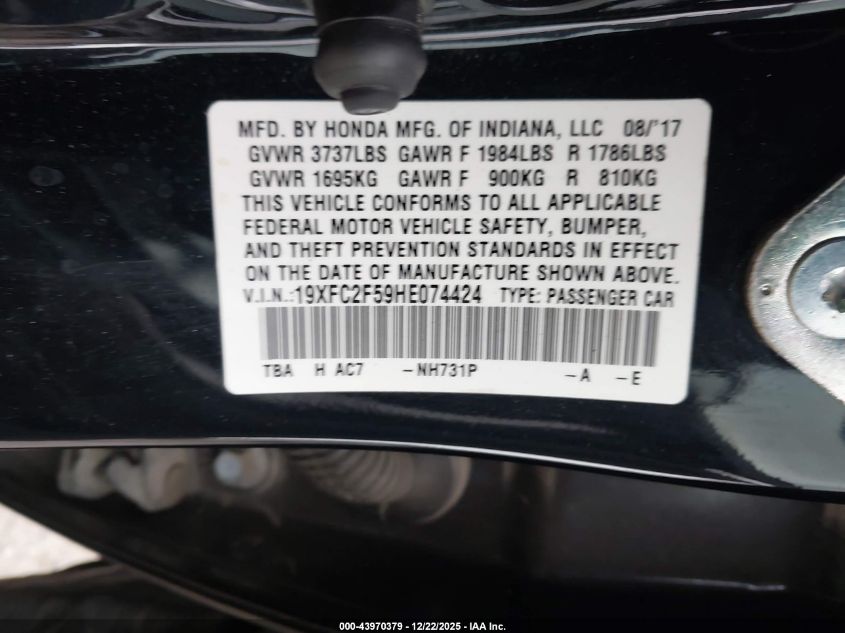 MFD. BY HONDA MFG. OF INDIANA, LLC 08/'17
GVWR 3737LBS GAWR F 1984LBS R 1786LBS
GVWR 1695KG GAWR F 900KG R 810KG
THIS VEHICLE CONFORMS TO ALL APPLICABLE
FEDERAL MOTOR VEHICLE SAFETY, BUMPER,
AND THEFT PREVENTION STANDARDS IN EFFECT
ON THE DATE OF MANUFACTURE SHOWN ABOVE.
V.I.N.:19XFC2F59HE074424 TYPE: PASSENGER CAR
TBA H AC7 -NH731P -A -E
000-43970379 - 12/22/2025 - IAA Inc.